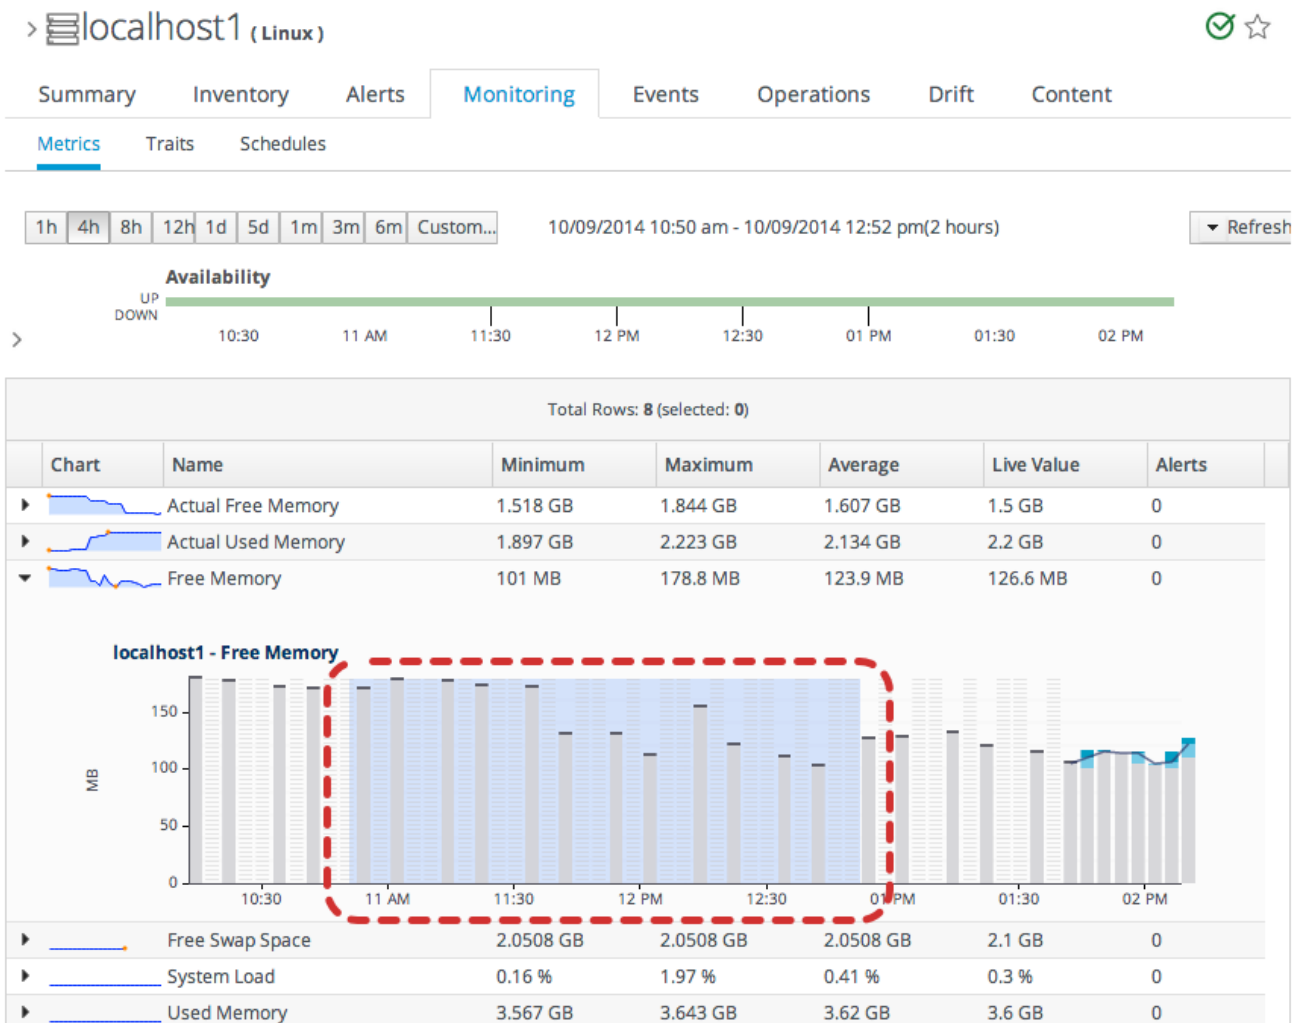 localhost1 ( Linux )
Summary Inventory Alerts Monitoring Events Operations Drift Content
Metrics Traits Schedules
1h 4h 8h 12h 1d 5d 1m 3m 6m Custom... 10/09/2014 10:50 am - 10/09/2014 12:52 pm(2 hours) Refresh
Availability
UP
DOWN
10:30 11 AM 11:30 12 PM 12:30 01 PM 01:30 02 PM
Total Rows: 8 (selected: 0)
Chart Name Minimum Maximum Average Live Value Alerts
Actual Free Memory 1.518 GB 1.844 GB 1.607 GB 1.5 GB 0
Actual Used Memory 1.897 GB 2.223 GB 2.134 GB 2.2 GB 0
Free Memory 101 MB 178.8 MB 123.9 MB 126.6 MB 0
localhost1 - Free Memory
150
100
MB
50
0
10:30 11 AM 11:30 12 PM 12:30 01 PM 01:30 02 PM
Free Swap Space 2.0508 GB 2.0508 GB 2.0508 GB 2.1 GB 0
System Load 0.16 % 1.97 % 0.41 % 0.3 % 0
Used Memory 3.567 GB 3.643 GB 3.62 GB 3.6 GB 0